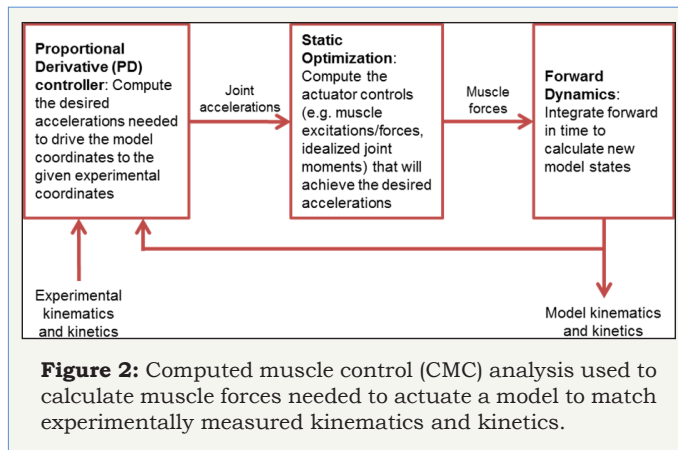 Proportional
Derivative (PD)
controller: Compute
the desired
accelerations needed
to drive the model
coordinates to the
given experimental
coordinates
Joint
accelerations
Static
Optimization:
Compute the
actuator controls
(e.g. muscle
excitations/forces,
idealized joint
moments) that will
achieve the desired
accelerations
Muscle
forces
Forward
Dynamics:
Integrate forward
in time to
calculate new
model states
Experimental
kinematics
and kinetics
Model kinematics
and kinetics
Figure 2: Computed muscle control (CMC) analysis used to
calculate muscle forces needed to actuate a model to match
experimentally measured kinematics and kinetics.